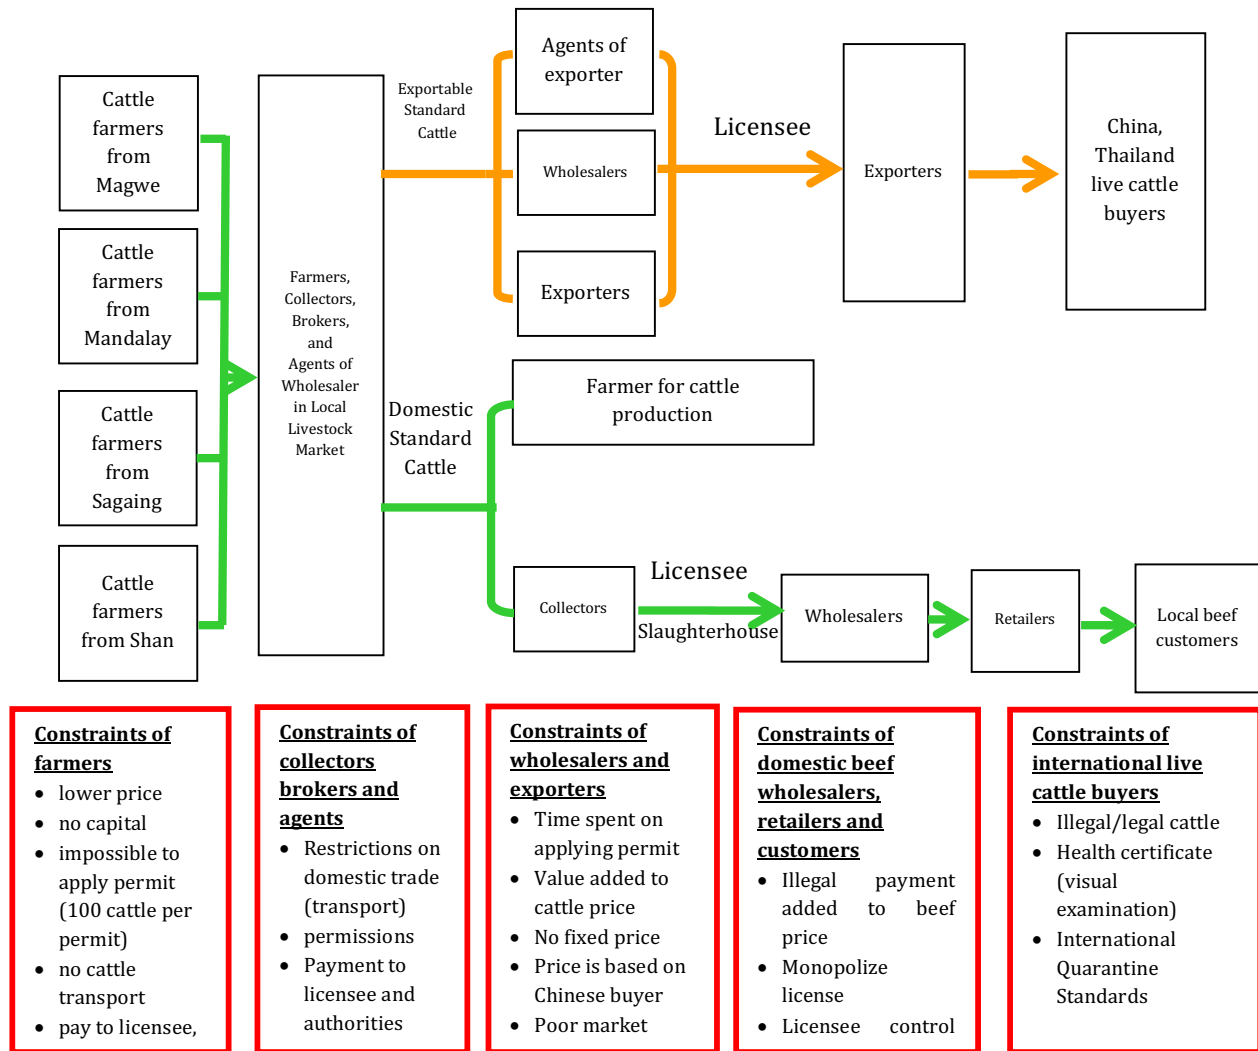 Cattle
farmers
from
Magwe
Cattle
farmers
from
Mandalay
Cattle
farmers
from
Sagaing
Cattle
farmers
from Shan
Farmers,
Collectors,
Brokers,
and
Agents of
Wholesaler
in Local
Livestock
Market
Exportable
Standard
Cattle
Agents of
exporter
Wholesalers
Exporters
Licensee
Exporters
China,
Thailand
live cattle
buyers
Domestic
Standard
Cattle
Farmer for cattle
production
Collectors
Licensee
Slaughterhouse
Wholesalers
Retailers
Local beef
customers
Constraints of
farmers
• lower price
• no capital
• impossible to
apply permit
(100 cattle per
permit)
• no cattle
transport
• pay to licensee,
Constraints of
collectors
brokers and
agents
• Restrictions on
domestic trade
(transport)
• permissions
• Payment to
licensee and
authorities
Constraints of
wholesalers and
exporters
• Time spent on
applying permit
• Value added to
cattle price
• No fixed price
• Price is based on
Chinese buyer
• Poor market
Constraints of
domestic beef
wholesalers,
retailers and
customers
• Illegal payment
added to beef
price
• Monopolize
license
• Licensee control
Constraints of
international live
cattle buyers
• Illegal/legal cattle
• Health certificate
(visual
examination)
• International
Quarantine
Standards